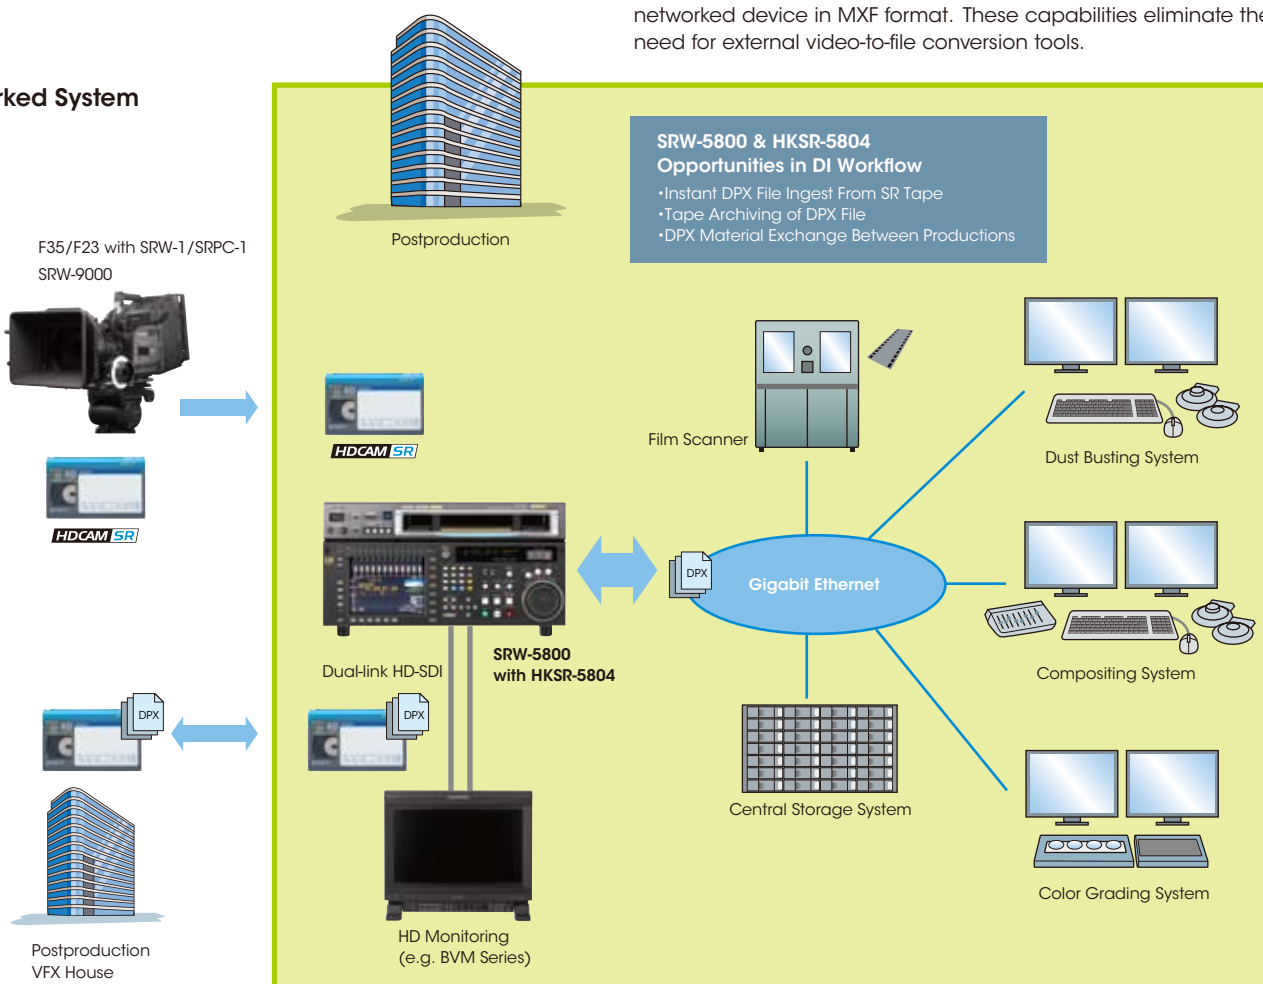 networked device in MXF format. These capabilities eliminate the
need for external video-to-file conversion tools.
rked System
SRW-5800 & HKSR-5804
Opportunities in DI Workflow
•Instant DPX File Ingest From SR Tape
•Tape Archiving of DPX File
•DPX Material Exchange Between Productions
Postproduction
F35/F23 with SRW-1/SRPC-1
SRW-9000
HDCAM SR
HDCAM SR
Film Scanner
Dust Busting System
DPX
Gigabit Ethernet
SRW-5800
with HKSR-5804
Dual-link HD-SDI
Compositing System
DPX
DPX
Central Storage System
Color Grading System
HD Monitoring
(e.g. BVM Series)
Postproduction
VFX House